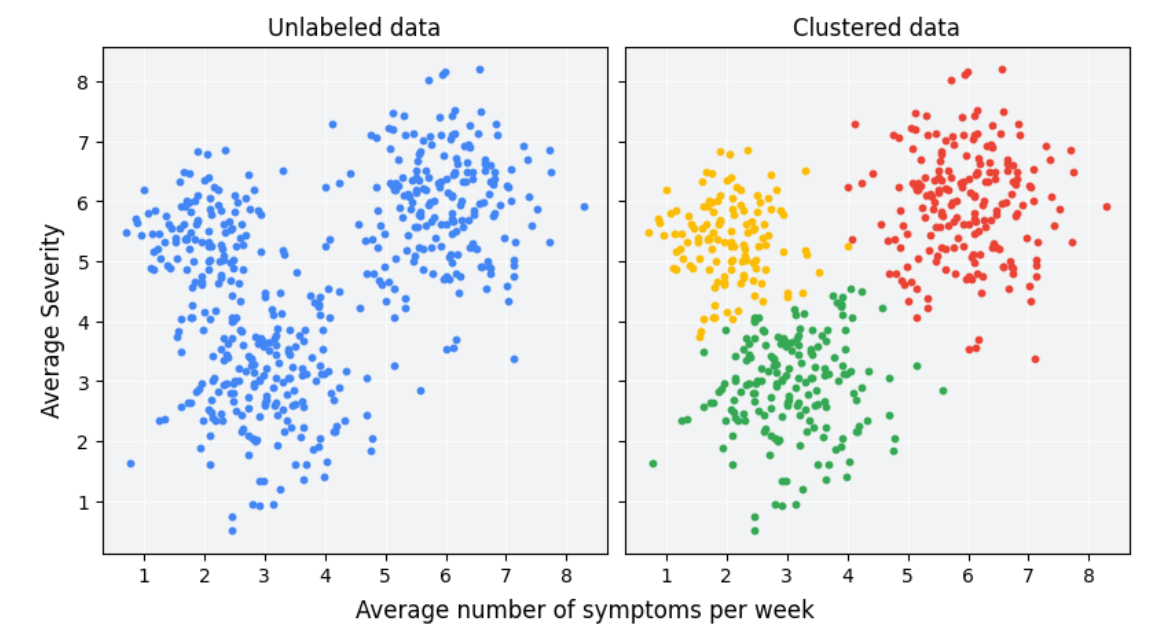 Unlabeled data
Clustered data
8
7
6
5
4
3
2
1
Average Severity
1 2 3 4 5 6 7 8
1 2 3 4 5 6 7 8
Average number of symptoms per week